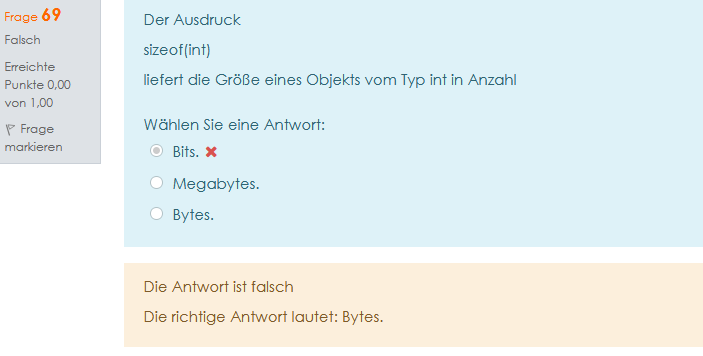 Frage 69
Falsch
Erreichte
Punkte 0,00
von 1,00
Frage
markieren
Der Ausdruck
sizeof(int)
liefert die Größe eines Objekts vom Typ int in Anzahl
Wählen Sie eine Antwort:
Bits.
Megabytes.
Bytes.
Die Antwort ist falsch
Die richtige Antwort lautet: Bytes.